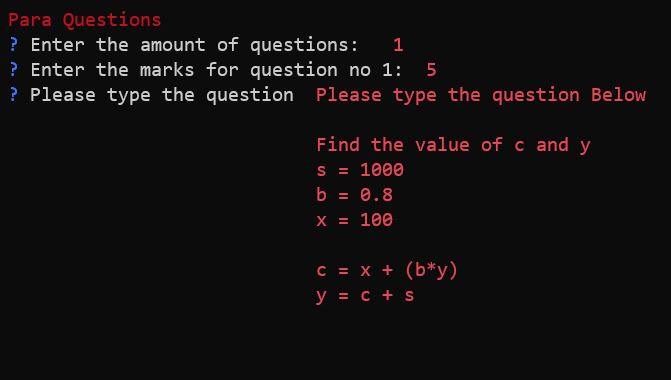 Para Questions
? Enter the amount of questions: 1
? Enter the marks for question no 1: 5
? Please type the question Please type the question Below
Find the value of c and y
s = 1000
b = 0.8
x = 100
c = x + (b*y)
y = c + s